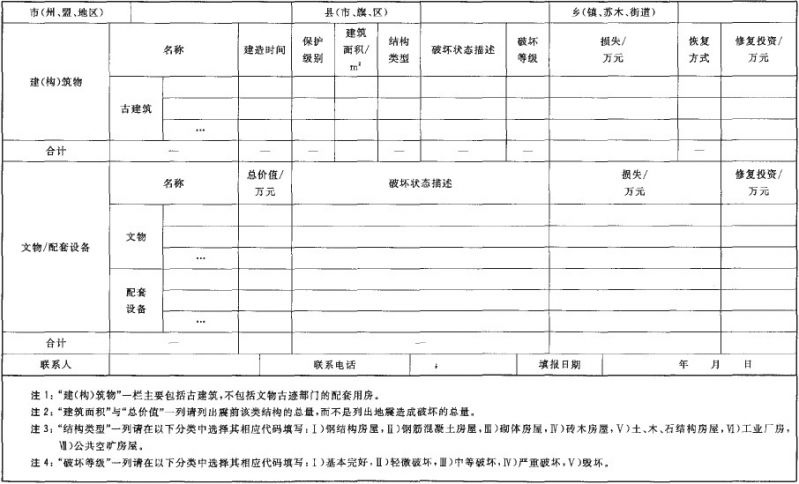 市(州、盟、地区) 县(市、旗、区) 乡(镇、苏木、街道)
建(构)筑物 名称 建造时间 保护级别 建筑面积/m² 结构类型 破坏状态描述 破坏等级 损失/万元 恢复方式 修复投资/万元
古建筑
…
合计 — — — — — — —
文物/配套设备 名称 总价值/万元 破坏状态描述 损失/万元 修复投资/万元
文物
…
配套设备
…
合计 — —
联系人 联系电话 填报日期 年 月 日
注1:“建(构)筑物”一栏主要包括古建筑,不包括文物古迹部门的配套用房。
注2:“建筑面积”与“总价值”一列请列出震前该类结构的总量,而不是列出地震造成破坏的总量。
注3:“结构类型”一列请在以下分类中选择其相应代码填写:Ⅰ)钢结构房屋,Ⅱ)钢筋混凝土房屋,Ⅲ)砌体房屋,Ⅳ)砖木房屋,Ⅴ)土、木、石结构房屋,Ⅵ)工业厂房,
Ⅶ)公共空旷房屋。
注4:“破坏等级”一列请在以下分类中选择其相应代码填写:Ⅰ)基本完好,Ⅱ)轻微破坏,Ⅲ)中等破坏,Ⅳ)严重破坏,Ⅴ)毁坏。